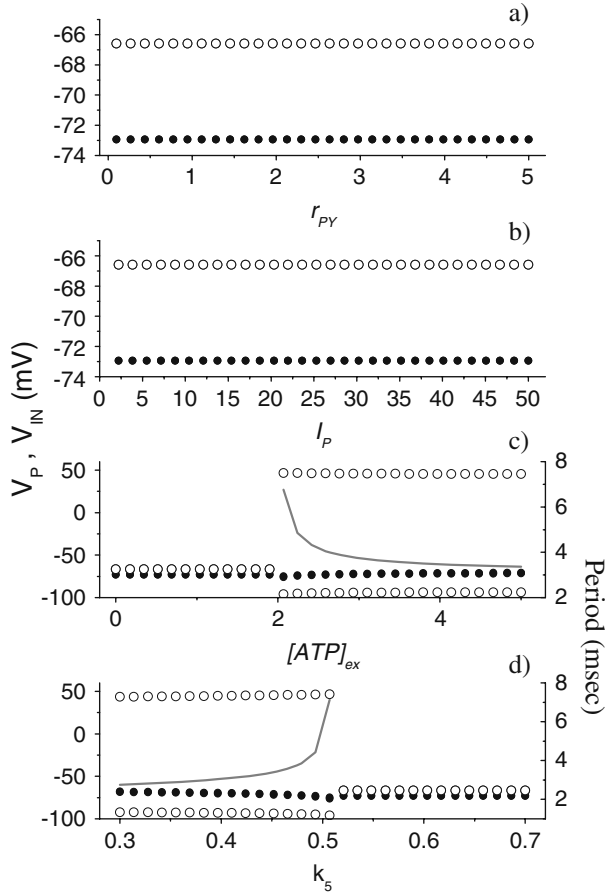 a)
-66
-68
-70
-72
-74
0 1 2 3 4 5
r_PY
b)
-66
-68
-70
-72
-74
0 5 10 15 20 25 30 35 40 45 50
I_P
c)
50
0
-50
-100
8
6
4
2
0 2 4
[ATP]_ex
d)
50
0
-50
-100
8
6
4
2
0.3 0.4 0.5 0.6 0.7
k_5
V_P , V_IN (mV)
Period (msec)